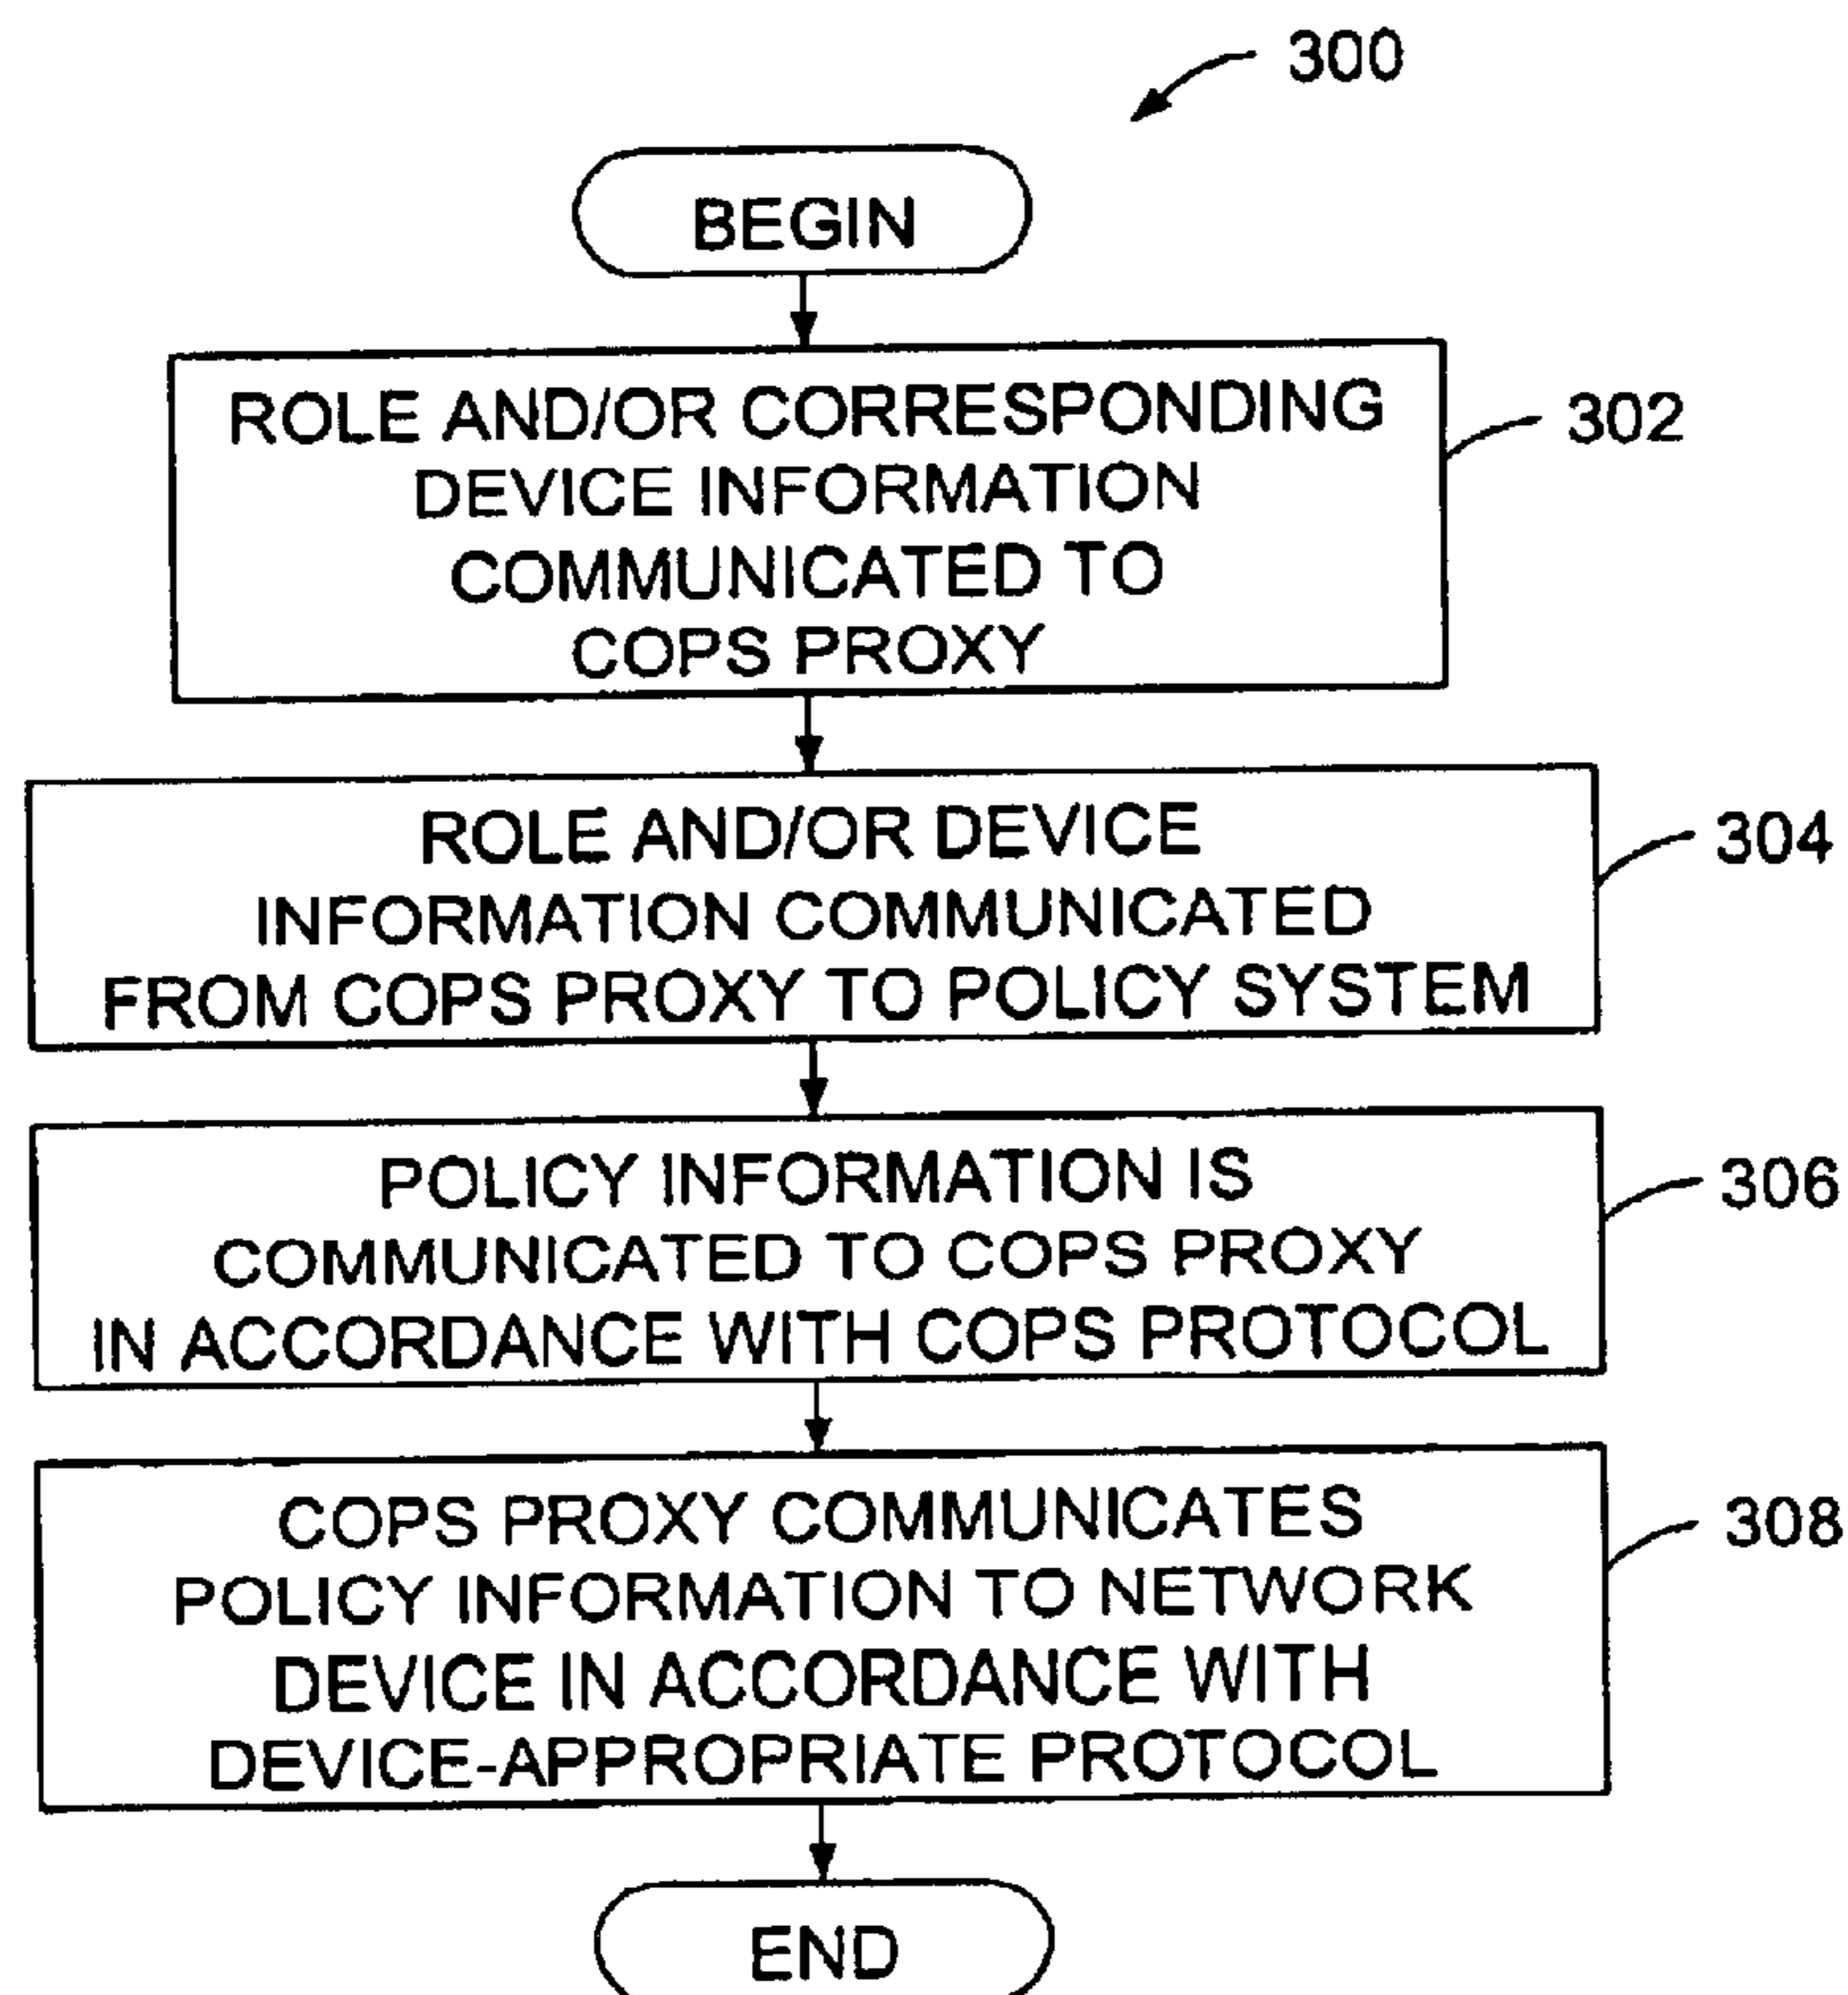 300
BEGIN
ROLE AND/OR CORRESPONDING
DEVICE INFORMATION
COMMUNICATED TO
COPS PROXY
302
ROLE AND/OR DEVICE
INFORMATION COMMUNICATED
FROM COPS PROXY TO POLICY SYSTEM
304
POLICY INFORMATION IS
COMMUNICATED TO COPS PROXY
IN ACCORDANCE WITH COPS PROTOCOL
306
COPS PROXY COMMUNICATES
POLICY INFORMATION TO NETWORK
DEVICE IN ACCORDANCE WITH
DEVICE-APPROPRIATE PROTOCOL
308
END